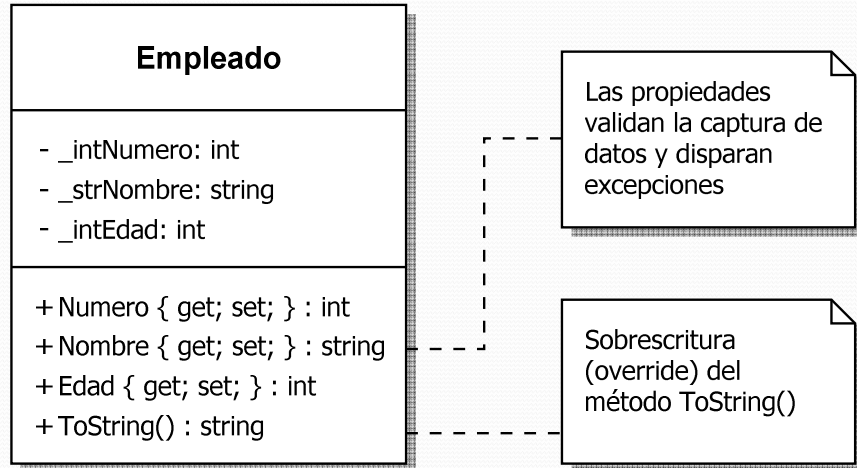 Empleado
- _intNumero: int
- _strNombre: string
- _intEdad: int
+ Numero { get; set; } : int
+ Nombre { get; set; } : string
+ Edad { get; set; } : int
+ ToString() : string
Las propiedades
validan la captura de
datos y disparan
excepciones
Sobrescritura
(override) del
método ToString()